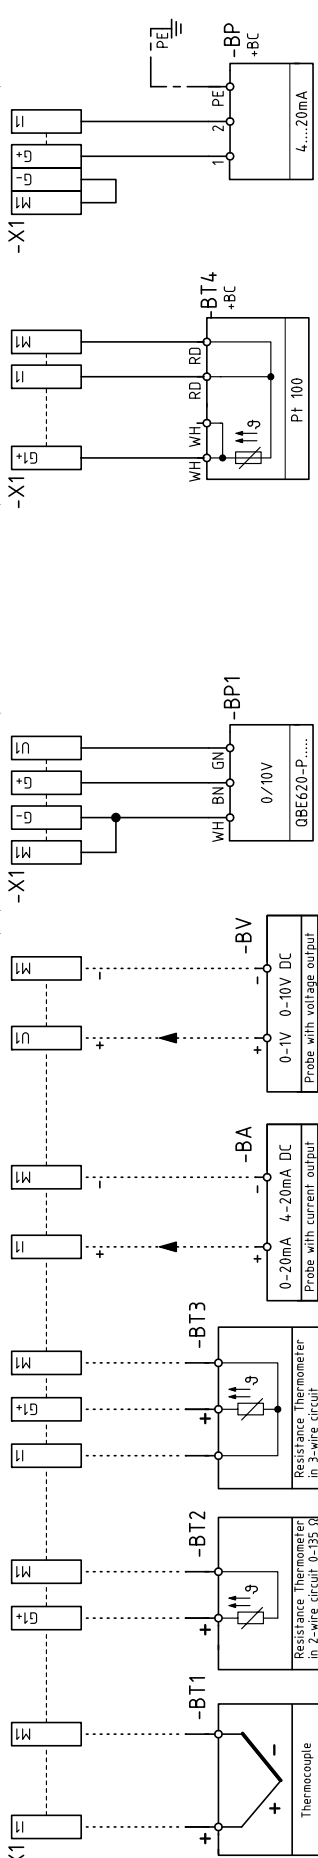 PE
-BP
+BC
I1
G+
G-
M1
-X1
PE
2
1
4....20mA
-BT4
+BC
M1
I1
G1+
-X1
RD
RD
WH
WH
ϑ
Pt 100
-BP1
U1
G+
G-
M1
-X1
GN
BN
WH
0/10V
QBE620-P.....
-BV
M1
U1
-
+
-
+
0-1V 0-10V DC
Probe with voltage output
-BA
M1
I1
-
+
-
+
0-20mA 4-20mA DC
Probe with current output
-BT3
M1
G1+
I1
+
ϑ
Resistance Thermometer
in 3-wire circuit
-BT2
M1
G1+
+
ϑ
Resistance Thermometer
in 2-wire circuit 0-135 Ω
-BT1
M1
I1
+
-
+
Thermocouple
X1